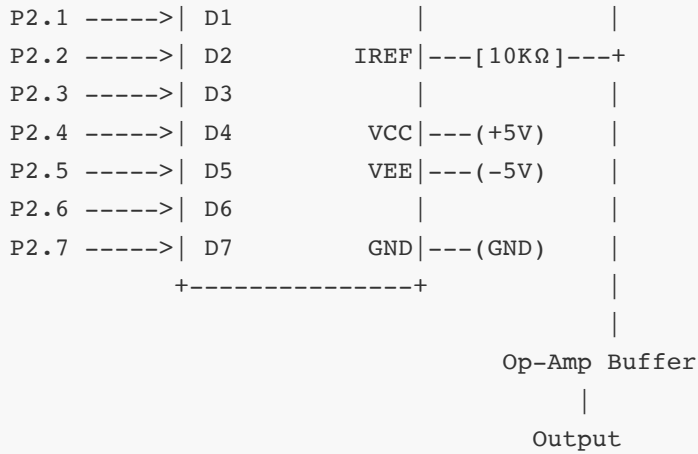 P2.1 ----->| D1 | |
P2.2 ----->| D2 IREF|---[10KΩ]---+
P2.3 ----->| D3 | |
P2.4 ----->| D4 VCC|---(+5V) |
P2.5 ----->| D5 VEE|---(-5V) |
P2.6 ----->| D6 | |
P2.7 ----->| D7 GND|---(GND) |
+---------------+ |
|
Op-Amp Buffer
|
Output